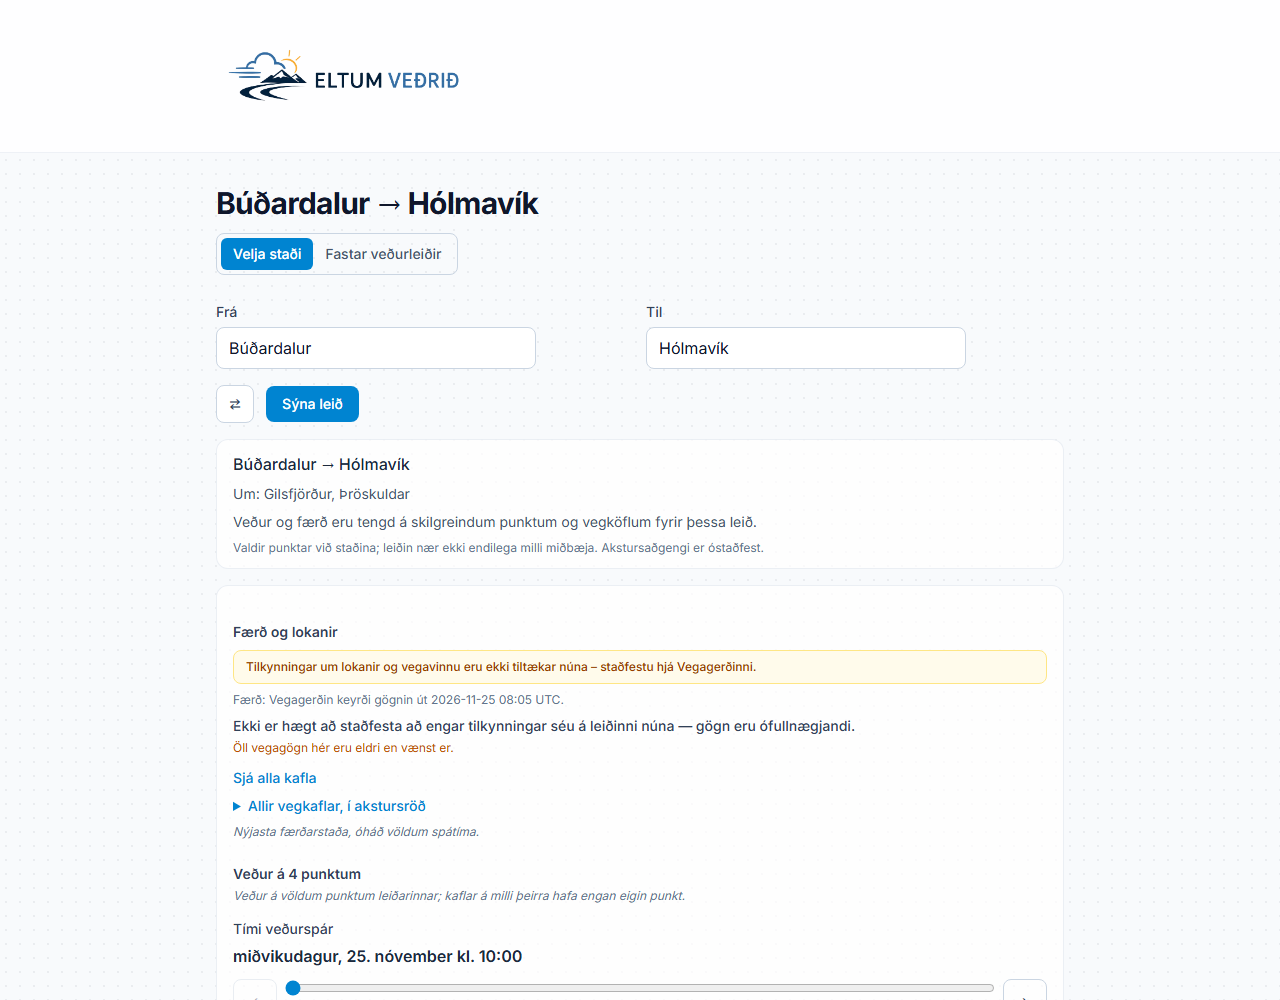 ELTUM VEÐRIÐ
Búðardalur → Hólmavík
Velja staði
Fastar veðurleiðir
Frá
Til
Búðardalur
Hólmavík
⇄
Sýna leið
Búðardalur → Hólmavík
Um: Gilsfjörður, Þröskuldar
Veður og færð eru tengd á skilgreindum punktum og vegköflum fyrir þessa leið.
Valdir punktar við staðina; leiðin nær ekki endilega milli miðbæja. Akstursaðgengi er óstaðfest.
Færð og lokanir
Tilkynningar um lokanir og vegavinnu eru ekki tiltækar núna – staðfestu hjá Vegagerðinni.
Færð: Vegagerðin keyrði gögnin út 2026-11-25 08:05 UTC.
Ekki er hægt að staðfesta að engar tilkynningar séu á leiðinni núna — gögn eru ófullnægjandi.
Öll vegagögn hér eru eldri en vænst er.
Sjá alla kafla
▶ Allir vegkaflar, í akstursröð
Nýjasta færðarstaða, óháð völdum spátíma.
Veður á 4 punktum
Veður á völdum punktum leiðarinnar; kaflar á milli þeirra hafa engan eigin punkt.
Tími veðurspár
miðvikudagur, 25. nóvember kl. 10:00